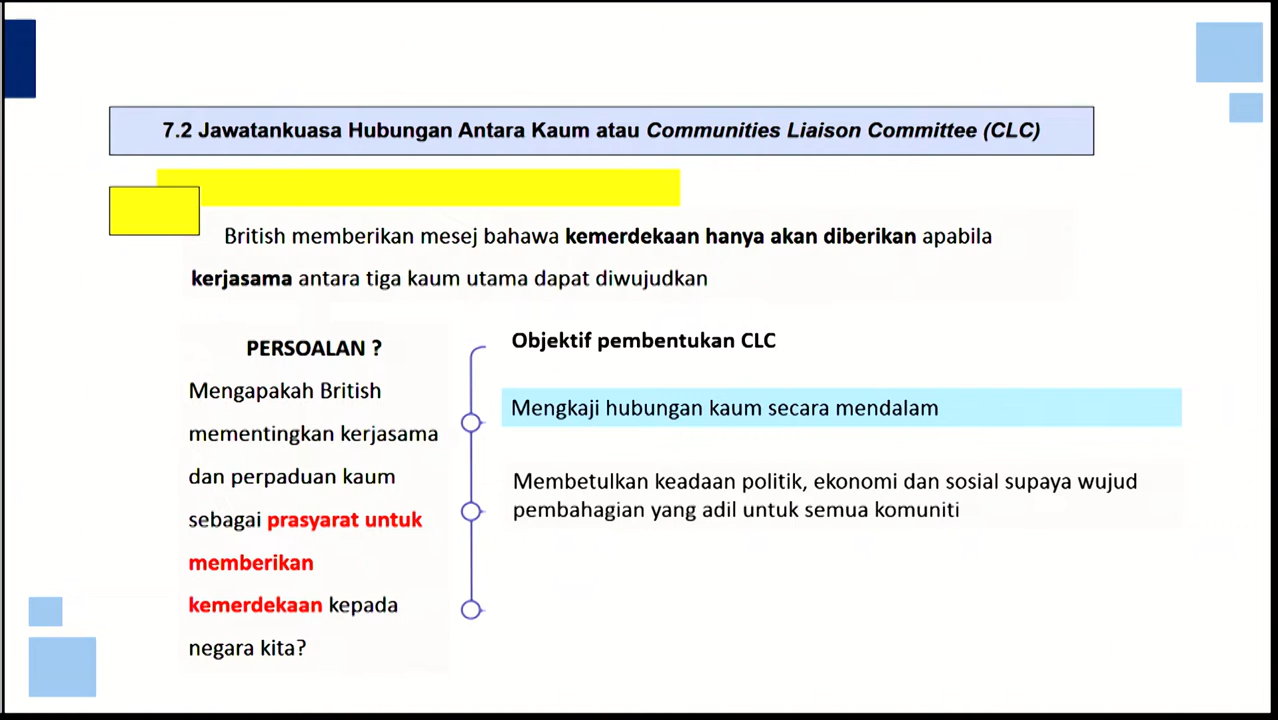 7.2 Jawatankuasa Hubungan Antara Kaum atau Communities Liaison Committee (CLC)
British memberikan mesej bahawa kemerdekaan hanya akan diberikan apabila
kerjasama antara tiga kaum utama dapat diwujudkan
PERSOALAN ?
Mengapakah British
mementingkan kerjasama
dan perpaduan kaum
sebagai prasyarat untuk
memberikan
kemerdekaan kepada
negara kita?
Objektif pembentukan CLC
Mengkaji hubungan kaum secara mendalam
Membetulkan keadaan politik, ekonomi dan sosial supaya wujud
pembahagian yang adil untuk semua komuniti